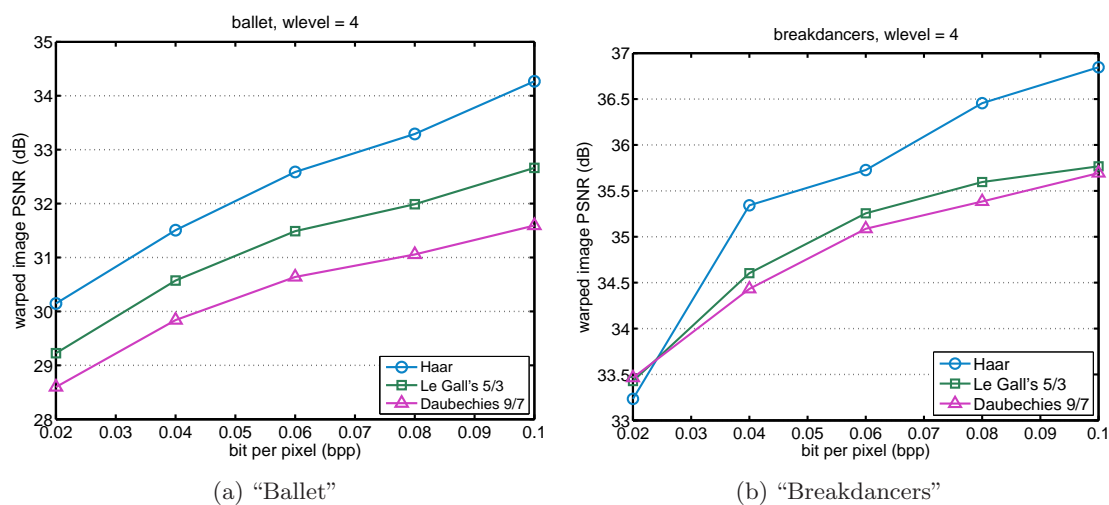 ballet, wlevel = 4
35
34
33
32
31
30
29
28
warped image PSNR (dB)
0.02 0.03 0.04 0.05 0.06 0.07 0.08 0.09 0.1
bit per pixel (bpp)
Haar
Le Gall's 5/3
Daubechies 9/7
(a) “Ballet”
breakdancers, wlevel = 4
37
36.5
36
35.5
35
34.5
34
33.5
33
warped image PSNR (dB)
0.02 0.03 0.04 0.05 0.06 0.07 0.08 0.09 0.1
bit per pixel (bpp)
Haar
Le Gall's 5/3
Daubechies 9/7
(b) “Breakdancers”